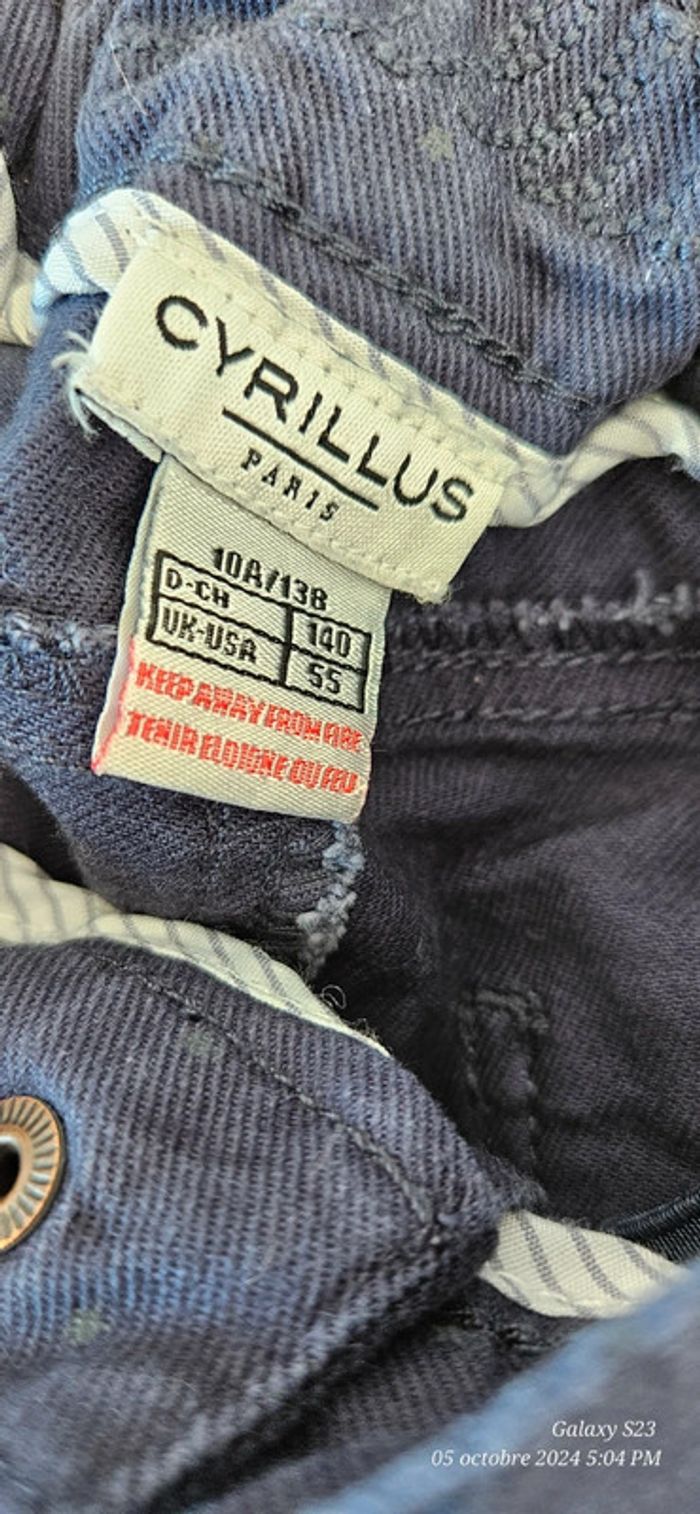 CYRILLUS
PARIS
10A/138
D-CH 140
UK-USA 55
KEEP AWAY FROM FIRE
TENIR ELOIGNE DU FEU
Galaxy S23
05 octobre 2024 5:04 PM